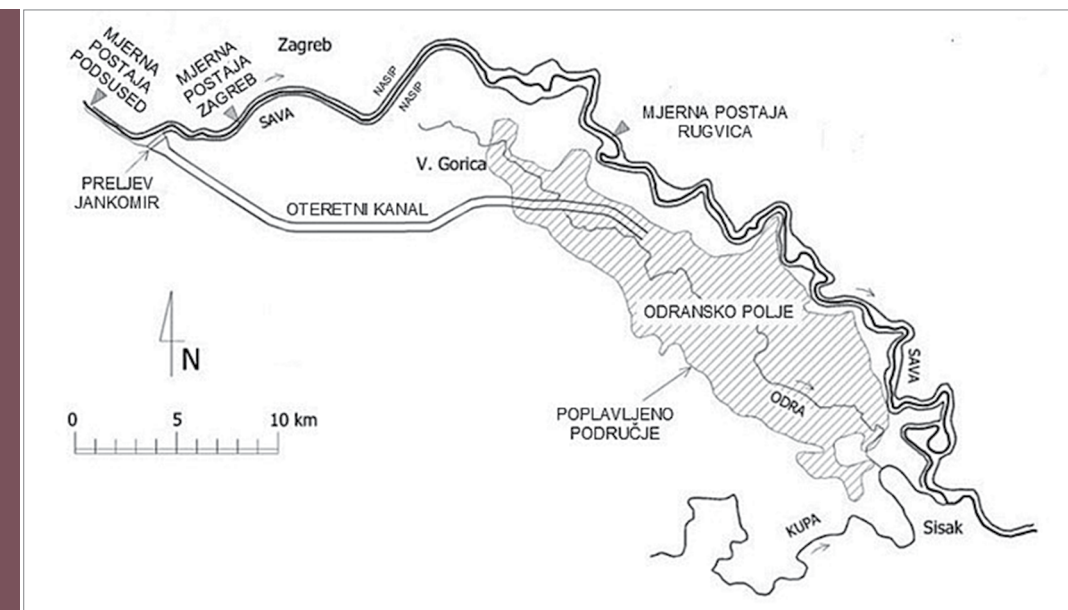 MJERNA
POSTAJA
PODSUSED
MJERNA
POSTAJA
ZAGREB
Zagreb
SAVA
NASIP
NASIP
MJERNA POSTAJA
RUGVICA
V. Gorica
PRELJEV
JANKOMIR
OTERETNI KANAL
ODRANSKO POLJE
N
SAVA
0 5 10 km
POPLAVLJENO
PODRUČJE
ODRA
KUPA
Sisak